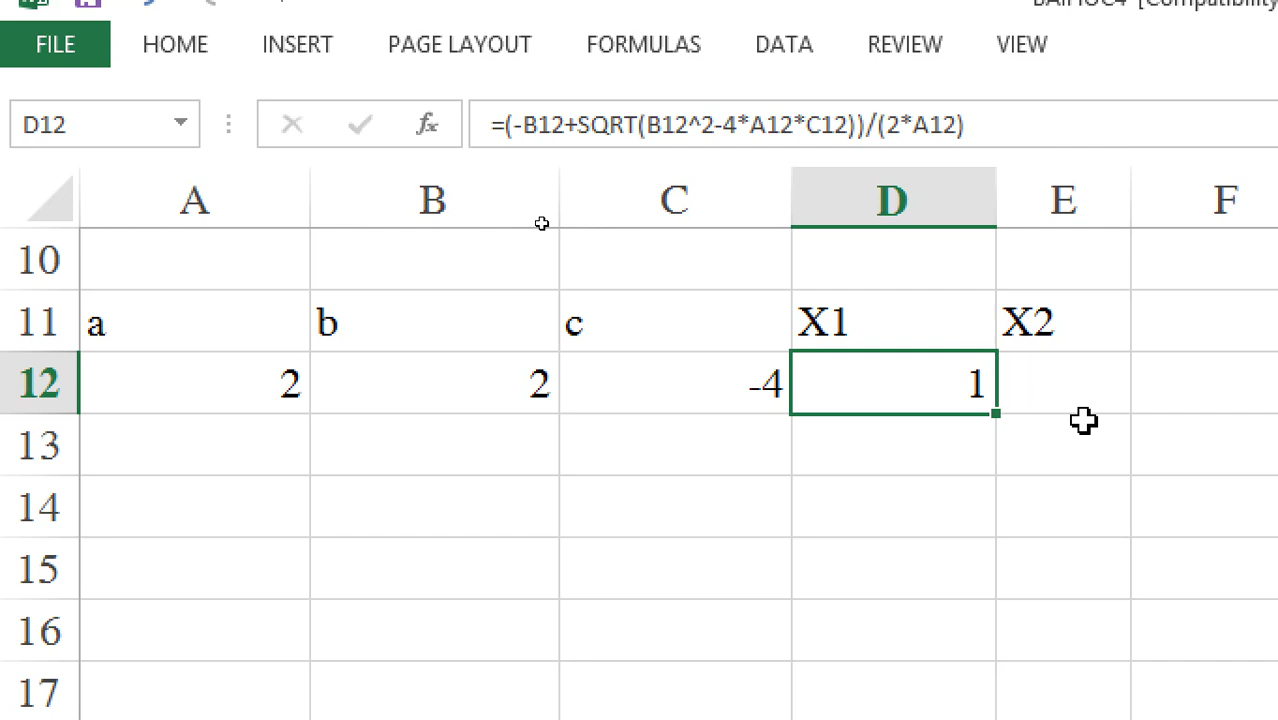 FILE HOME INSERT PAGE LAYOUT FORMULAS DATA REVIEW VIEW
D12 fx =(-B12+SQRT(B12^2-4*A12*C12))/(2*A12)
A B C D E F
10
11 a b c X1 X2
12 2 2 -4 1
13
14
15
16
17